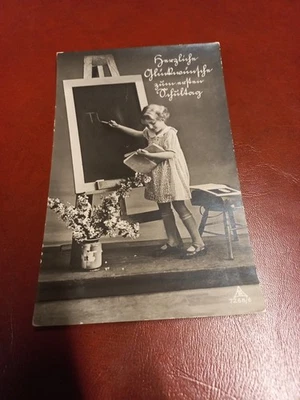 Herzliche
Glückwünsche
zum ersten
Schultag